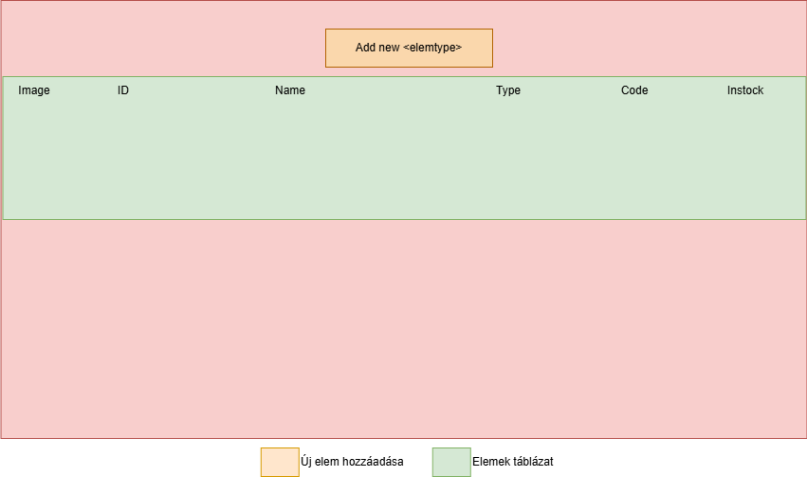 Add new <elemtype>
Image ID Name Type Code Instock
Új elem hozzáadása Elemek táblázat